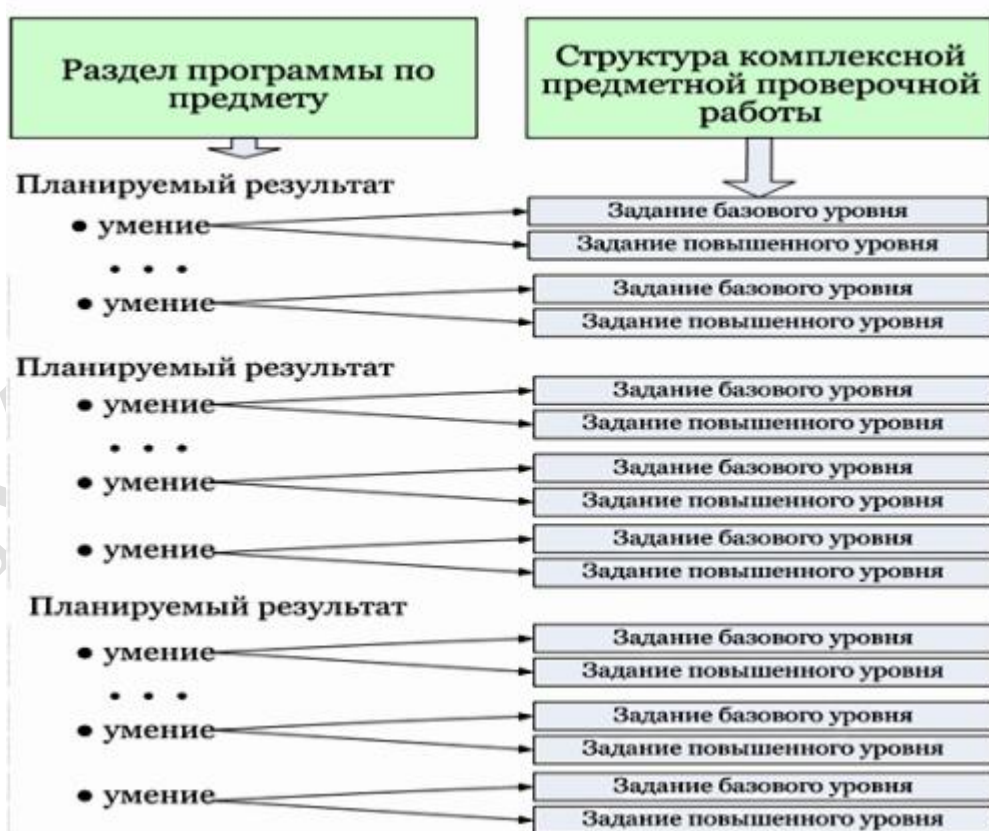 Раздел программы по
предмету
Структура комплексной
предметной проверочной
работы
Планируемый результат
• умение
Задание базового уровня
Задание повышенного уровня
• • •
• умение
Задание базового уровня
Задание повышенного уровня
Планируемый результат
• умение
Задание базового уровня
Задание повышенного уровня
• • •
• умение
Задание базового уровня
Задание повышенного уровня
• умение
Задание базового уровня
Задание повышенного уровня
Планируемый результат
• умение
Задание базового уровня
Задание повышенного уровня
• • •
• умение
Задание базового уровня
Задание повышенного уровня
• умение
Задание базового уровня
Задание повышенного уровня